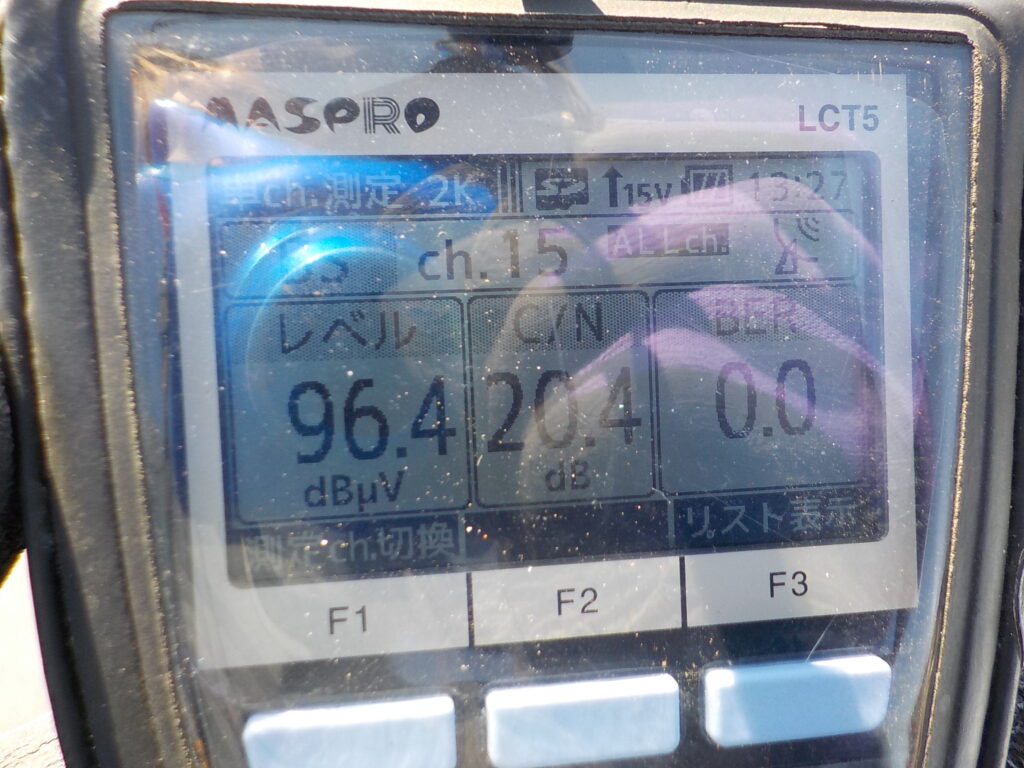 MASPRO LCT5
単ch.測定 2K SD ↑15V 13:27
BS ch.15 ALLch.
レベル C/N BER
96.4 20.4 0.0
dBµV dB
測定ch.切換 リスト表示
F1 F2 F3